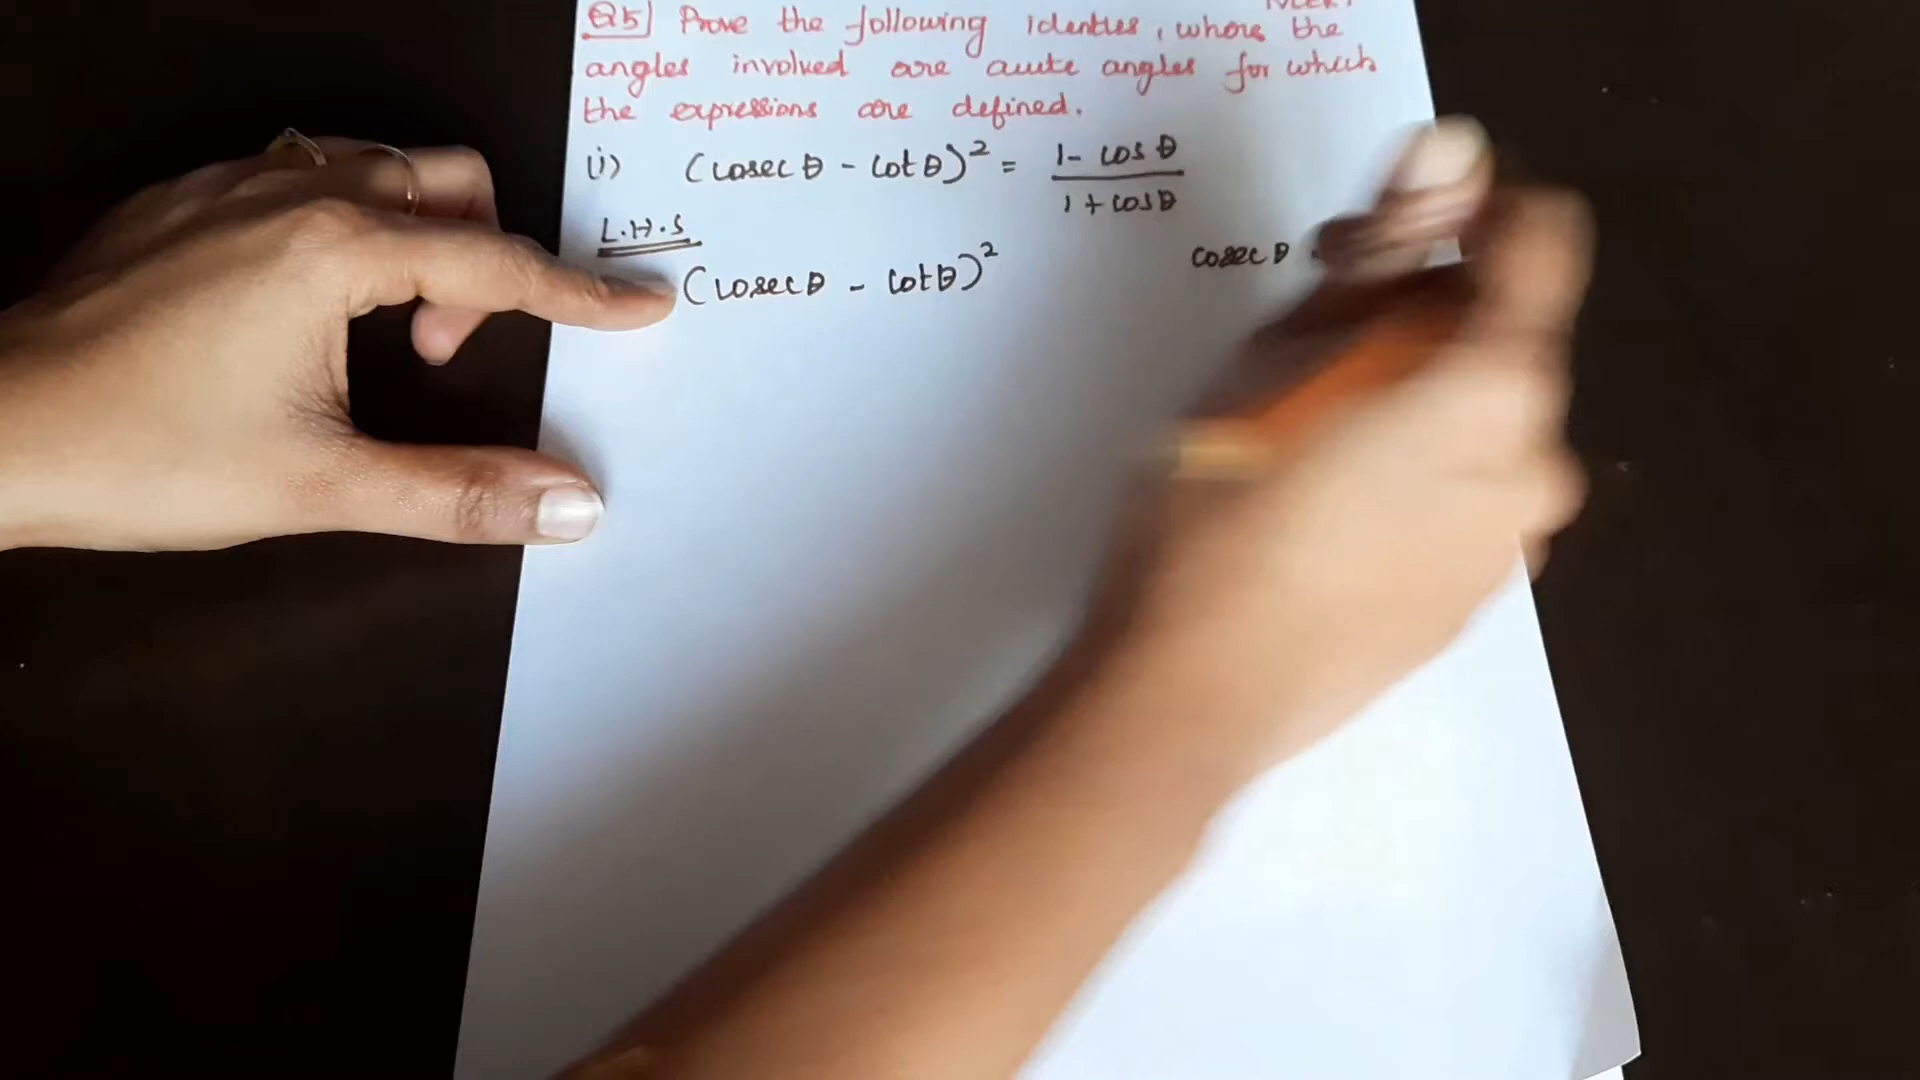 Q5) Prove the following identies, where the
angles involved are acute angles for which
the expressions are defined.
(i) (cosec θ - cot θ)² = 1 - cos θ / 1 + cos θ
L.H.S
(cosec θ - cot θ)²
cosec θ